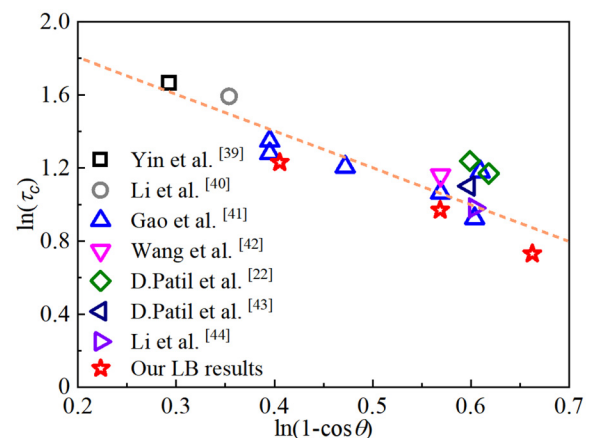 2.0
1.6
1.2
0.8
0.4
0
ln(τc)
Yin et al. [39]
Li et al. [40]
Gao et al. [41]
Wang et al. [42]
D.Patil et al. [22]
D.Patil et al. [43]
Li et al. [44]
Our LB results
0.2 0.3 0.4 0.5 0.6 0.7
ln(1-cosθ)